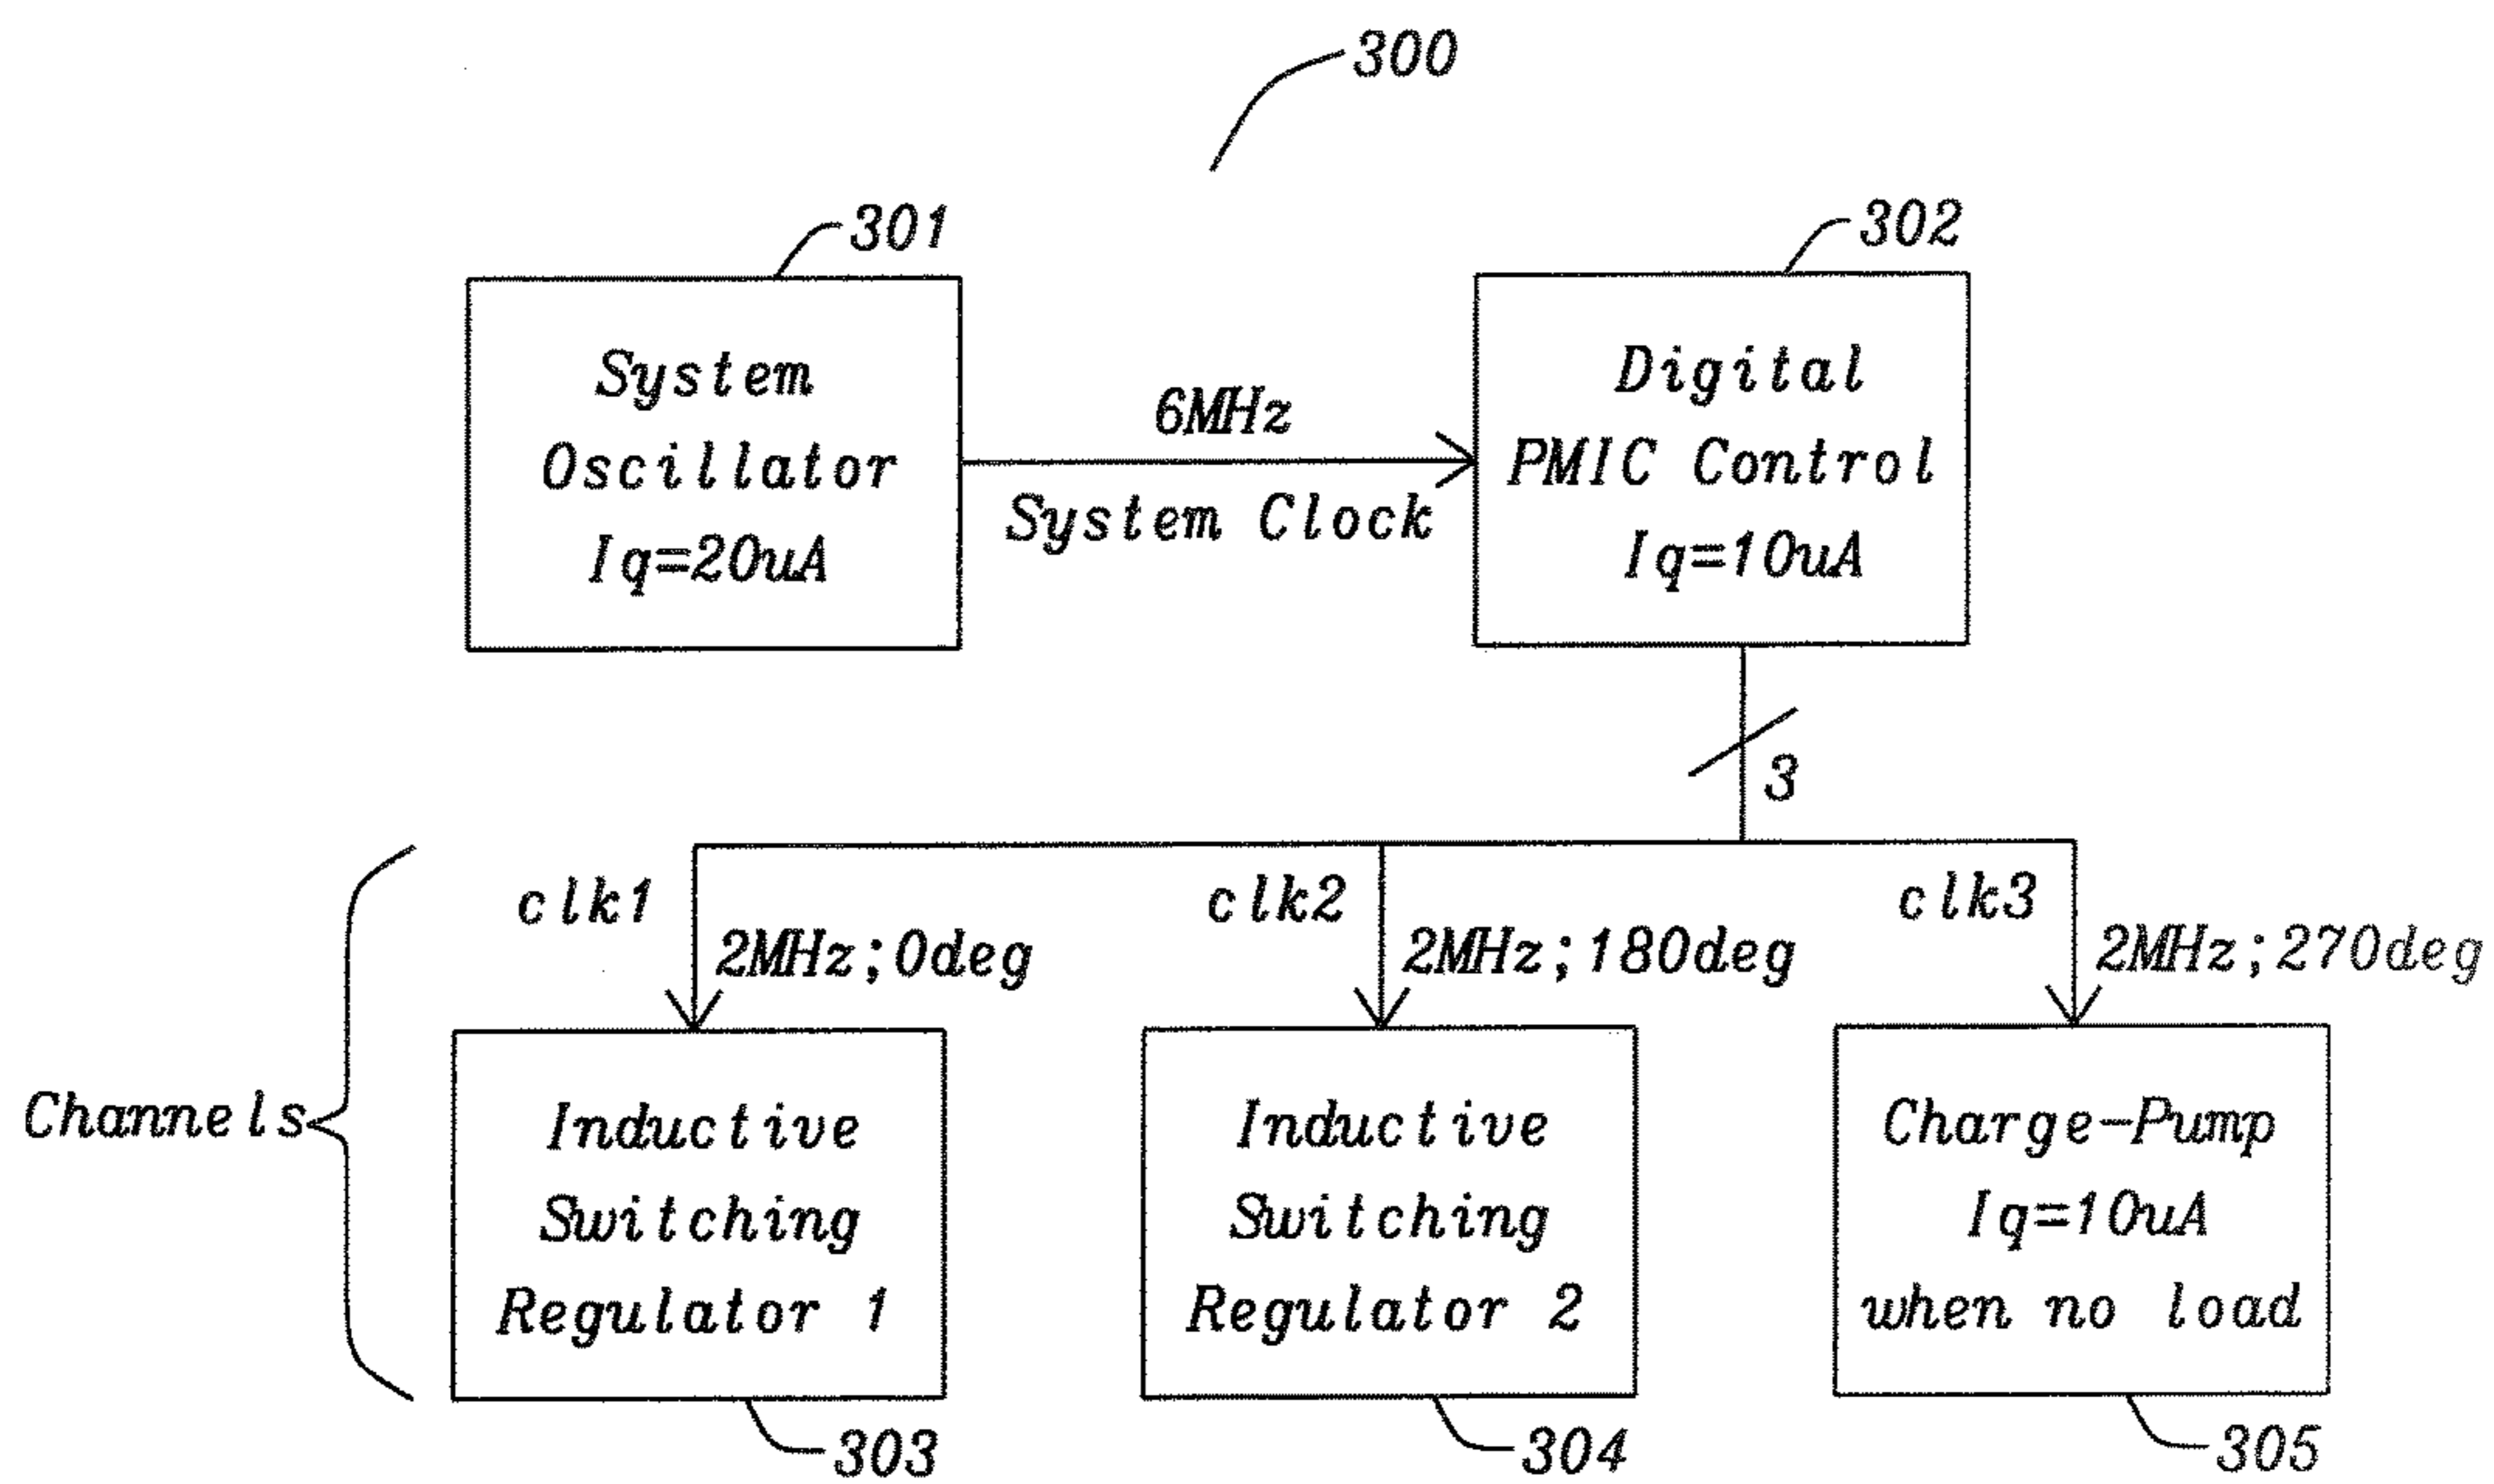 300
301
302
System
Oscillator
Iq=20uA
6MHz
System Clock
Digital
PMIC Control
Iq=10uA
3
clk1
2MHz;0deg
clk2
2MHz;180deg
clk3
2MHz;270deg
Channels
Inductive
Switching
Regulator 1
Inductive
Switching
Regulator 2
Charge-Pump
Iq=10uA
when no load
303
304
305